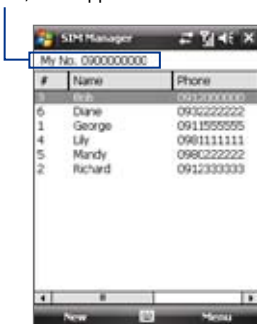 SIM Manager
My No. 0900000000
# Name Phone
3 Bob 0912000000
6 Diane 0932222222
1 George 0911555555
4 Lily 0981111111
5 Mandy 0980222222
2 Richard 0912333333
New Menu